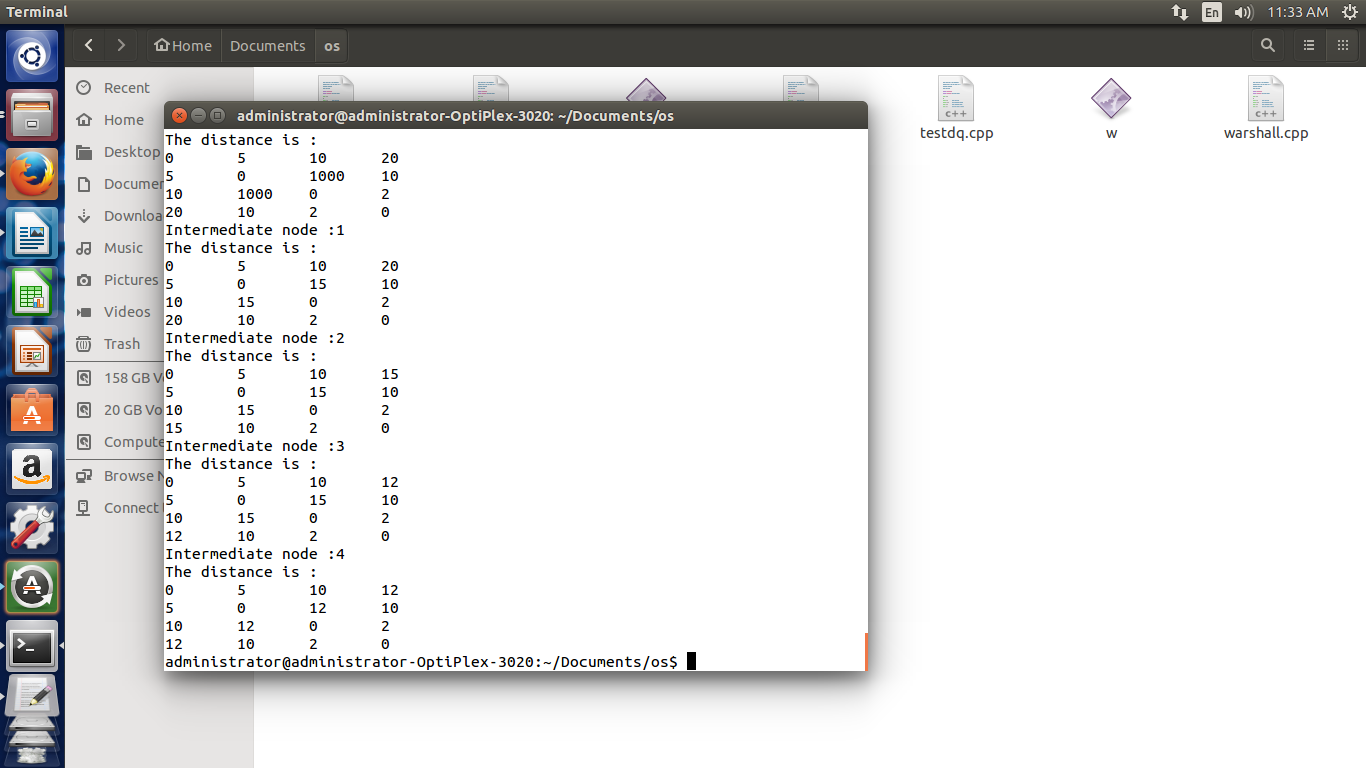 Terminal
En
11:33 AM
Home Documents os
Recent
Home
Desktop
Documen
Downloa
Music
Pictures
Videos
Trash
158 GB V
20 GB Vo
Compute
Browse N
Connect
testdq.cpp
w
warshall.cpp
administrator@administrator-OptiPlex-3020: ~/Documents/os
The distance is :
0 5 10 20
5 0 1000 10
10 1000 0 2
20 10 2 0
Intermediate node :1
The distance is :
0 5 10 20
5 0 15 10
10 15 0 2
20 10 2 0
Intermediate node :2
The distance is :
0 5 10 15
5 0 15 10
10 15 0 2
15 10 2 0
Intermediate node :3
The distance is :
0 5 10 12
5 0 15 10
10 15 0 2
12 10 2 0
Intermediate node :4
The distance is :
0 5 10 12
5 0 12 10
10 12 0 2
12 10 2 0
administrator@administrator-OptiPlex-3020:~/Documents/os$